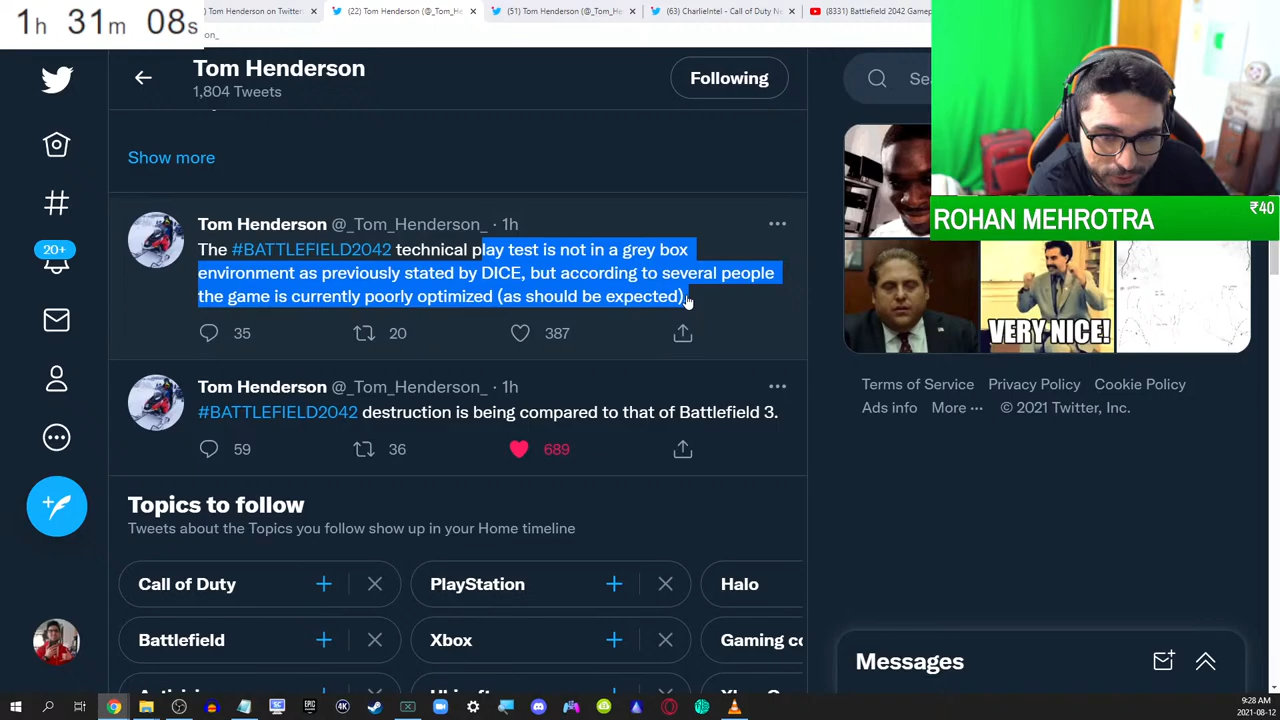 1h 31m 08s
Tom Henderson on Twitter
(22) Tom Henderson (@_Tom_He
(51) Tom Henderson (@_Tom_He
(63) CharlieIntel - Call of Duty Ne
(8331) Battlefield 2042 Gamep
on_
Tom Henderson
1,804 Tweets
Following
Se
Show more
Tom Henderson @_Tom_Henderson_ · 1h
The #BATTLEFIELD2042 technical play test is not in a grey box
environment as previously stated by DICE, but according to several people
the game is currently poorly optimized (as should be expected).
35 20 387
Tom Henderson @_Tom_Henderson_ · 1h
#BATTLEFIELD2042 destruction is being compared to that of Battlefield 3.
59 36 689
20+
Topics to follow
Tweets about the Topics you follow show up in your Home timeline
Call of Duty
PlayStation
Halo
Battlefield
Xbox
Gaming co
ROHAN MEHROTRA
₹40
VERY NICE!
Terms of Service Privacy Policy Cookie Policy
Ads info More ··· © 2021 Twitter, Inc.
Messages
EPIC
4K
9:28 AM
2021-08-12